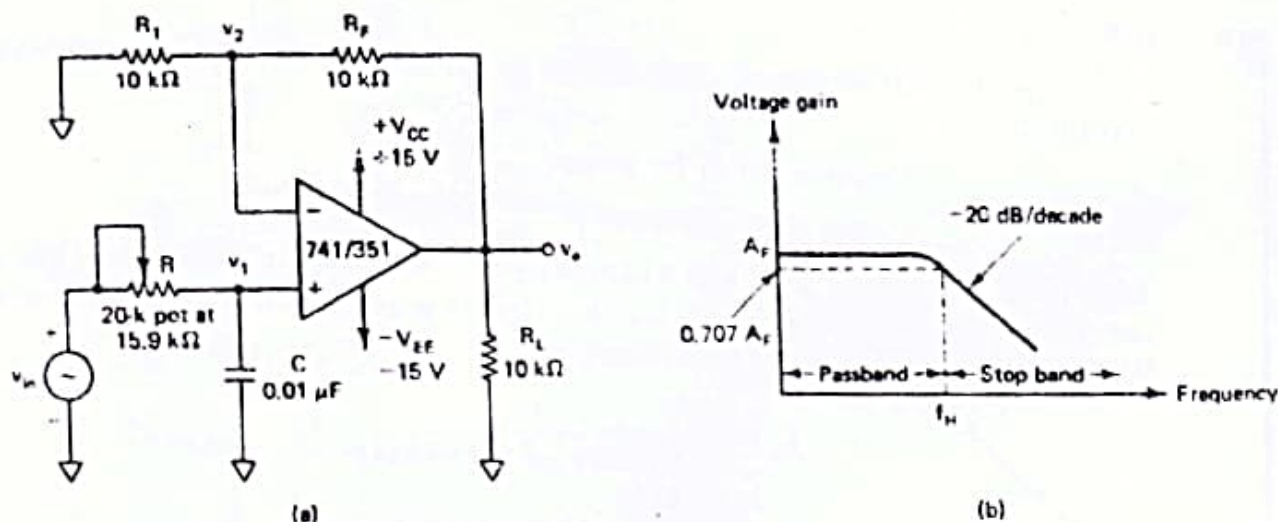 R₁
10 kΩ
v₂
R_F
10 kΩ
+V_CC
+15 V
−
741/351
+
vₒ
R
v₁
20-k pot at
15.9 kΩ
C
0.01 μF
−V_EE
−15 V
R_L
10 kΩ
+
v_in
~
−
(a)
Voltage gain
−20 dB/decade
A_F
0.707 A_F
Passband
Stop band
Frequency
f_H
(b)